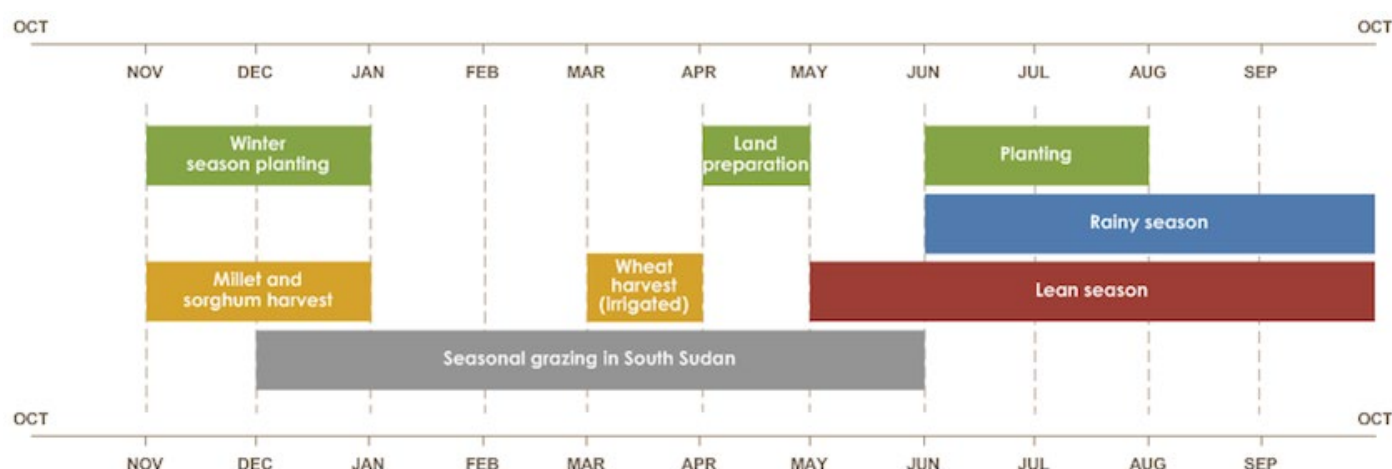 OCT OCT
NOV DEC JAN FEB MAR APR MAY JUN JUL AUG SEP
Winter
season planting
Land
preparation
Planting
Rainy season
Millet and
sorghum harvest
Wheat
harvest
(irrigated)
Lean season
Seasonal grazing in South Sudan
OCT OCT
NOV DEC JAN FEB MAR APR MAY JUN JUL AUG SEP